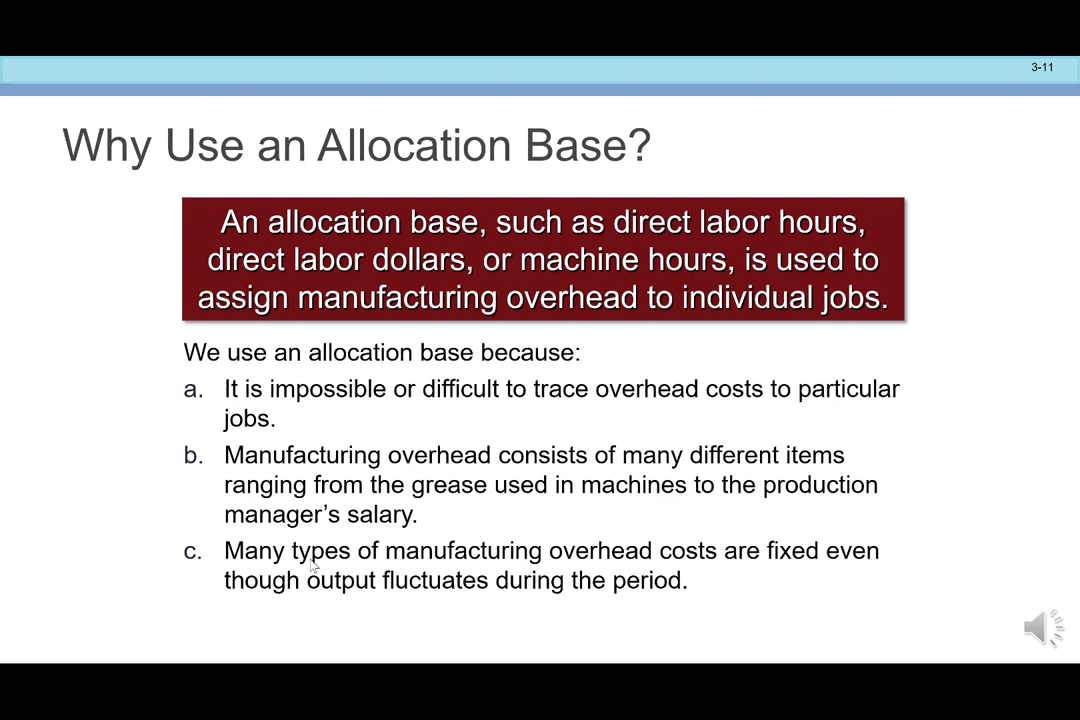 3-11
Why Use an Allocation Base?
An allocation base, such as direct labor hours,
direct labor dollars, or machine hours, is used to
assign manufacturing overhead to individual jobs.
We use an allocation base because:
a. It is impossible or difficult to trace overhead costs to particular
jobs.
b. Manufacturing overhead consists of many different items
ranging from the grease used in machines to the production
manager’s salary.
c. Many types of manufacturing overhead costs are fixed even
though output fluctuates during the period.